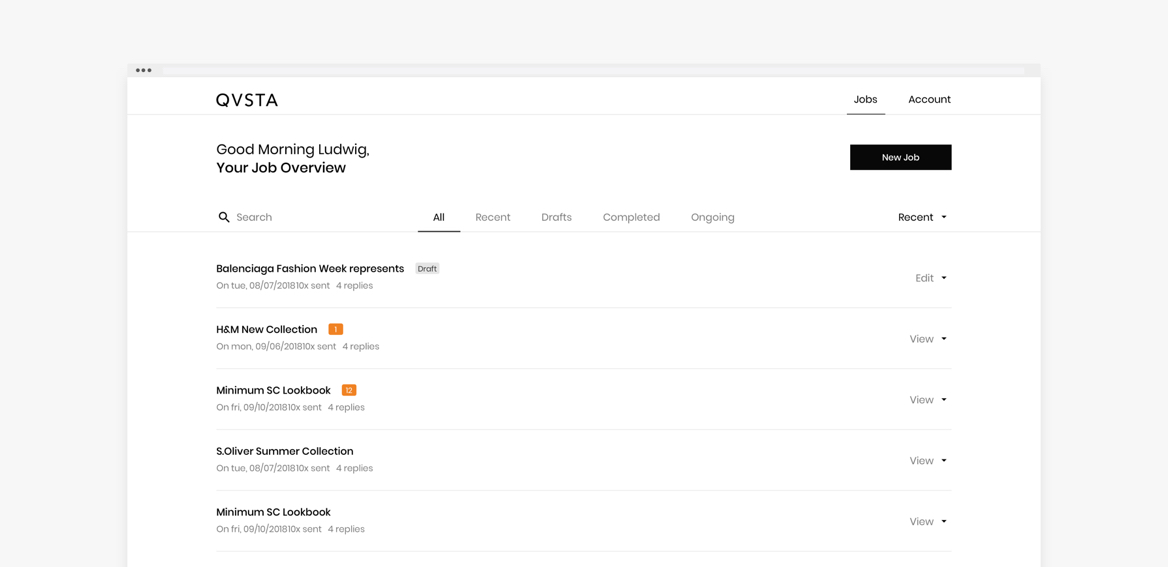 QVSTA
Jobs
Account
Good Morning Ludwig,
Your Job Overview
New Job
Search
All
Recent
Drafts
Completed
Ongoing
Recent
Balenciaga Fashion Week represents Draft
On tue, 08/07/201810x sent 4 replies
Edit
H&M New Collection 1
On mon, 09/06/201810x sent 4 replies
View
Minimum SC Lookbook 12
On fri, 09/10/201810x sent 4 replies
View
S.Oliver Summer Collection
On tue, 08/07/201810x sent 4 replies
View
Minimum SC Lookbook
On fri, 09/10/201810x sent 4 replies
View